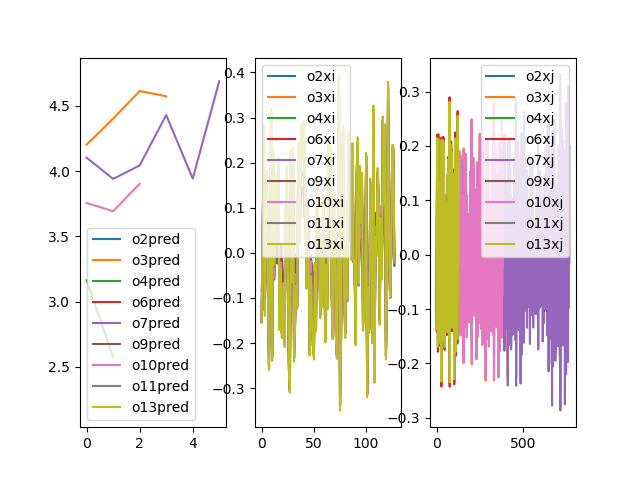 4.5
4.0
3.5
3.0
2.5
0
2
4
o2pred
o3pred
o4pred
o6pred
o7pred
o9pred
o10pred
o11pred
o13pred
0.4
0.3
0.2
0.1
0.0
−0.1
−0.2
−0.3
0
50
100
o2xi
o3xi
o4xi
o6xi
o7xi
o9xi
o10xi
o11xi
o13xi
0.3
0.2
0.1
0.0
−0.1
−0.2
−0.3
0
500
o2xj
o3xj
o4xj
o6xj
o7xj
o9xj
o10xj
o11xj
o13xj